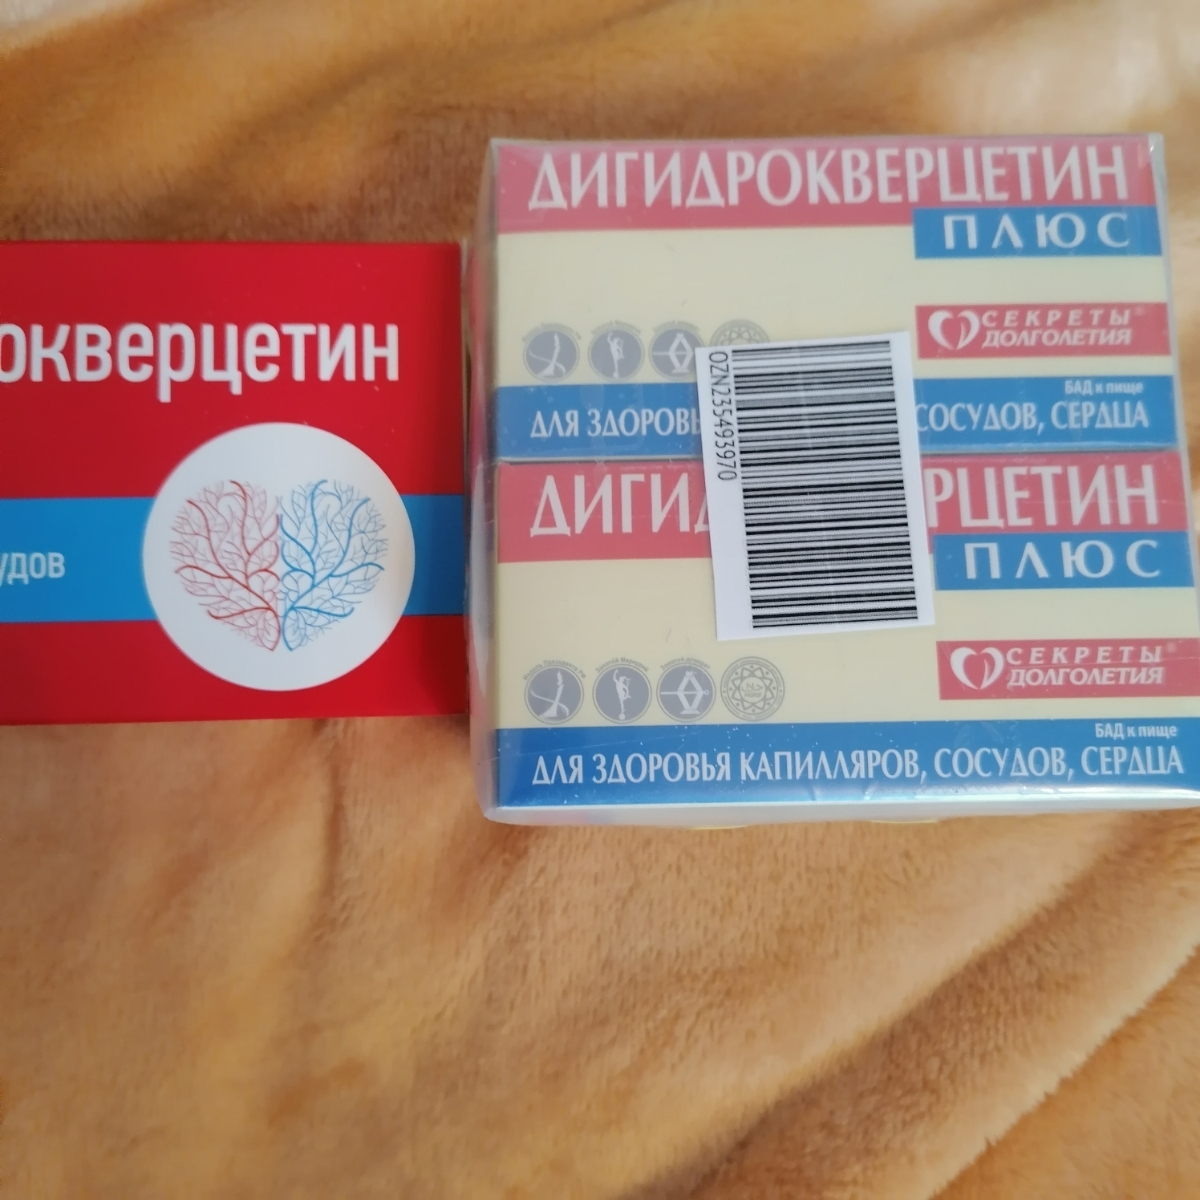 окверцетин
удов
ДИГИДРОКВЕРЦЕТИН
ПЛЮС
СЕКРЕТЫ
ДОЛГОЛЕТИЯ
БАД к пище
ДЛЯ ЗДОРОВЬ СОСУДОВ, СЕРДЦА
OZN235493970
ДИГИД РЦЕТИН
ПЛЮС
СЕКРЕТЫ
ДОЛГОЛЕТИЯ
БАД к пище
ДЛЯ ЗДОРОВЬЯ КАПИЛЛЯРОВ, СОСУДОВ, СЕРДЦА